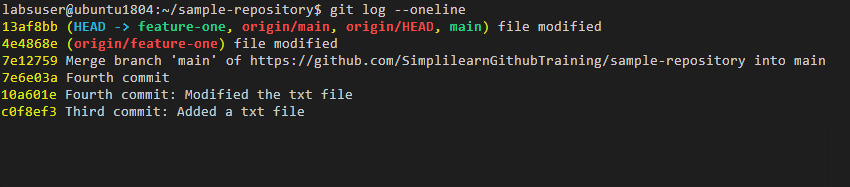 labsuser@ubuntu1804:~/sample-repository$ git log --oneline
13af8bb (HEAD -> feature-one, origin/main, origin/HEAD, main) file modified
4e4868e (origin/feature-one) file modified
7e12759 Merge branch 'main' of https://github.com/SimplilearnGithubTraining/sample-repository into main
7e6e03a Fourth commit
10a601e Fourth commit: Modified the txt file
c0f8ef3 Third commit: Added a txt file